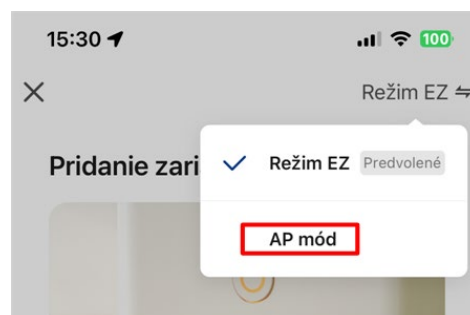 15:30
100
Režim EZ
Pridanie zari
Režim EZ Predvolené
AP mód